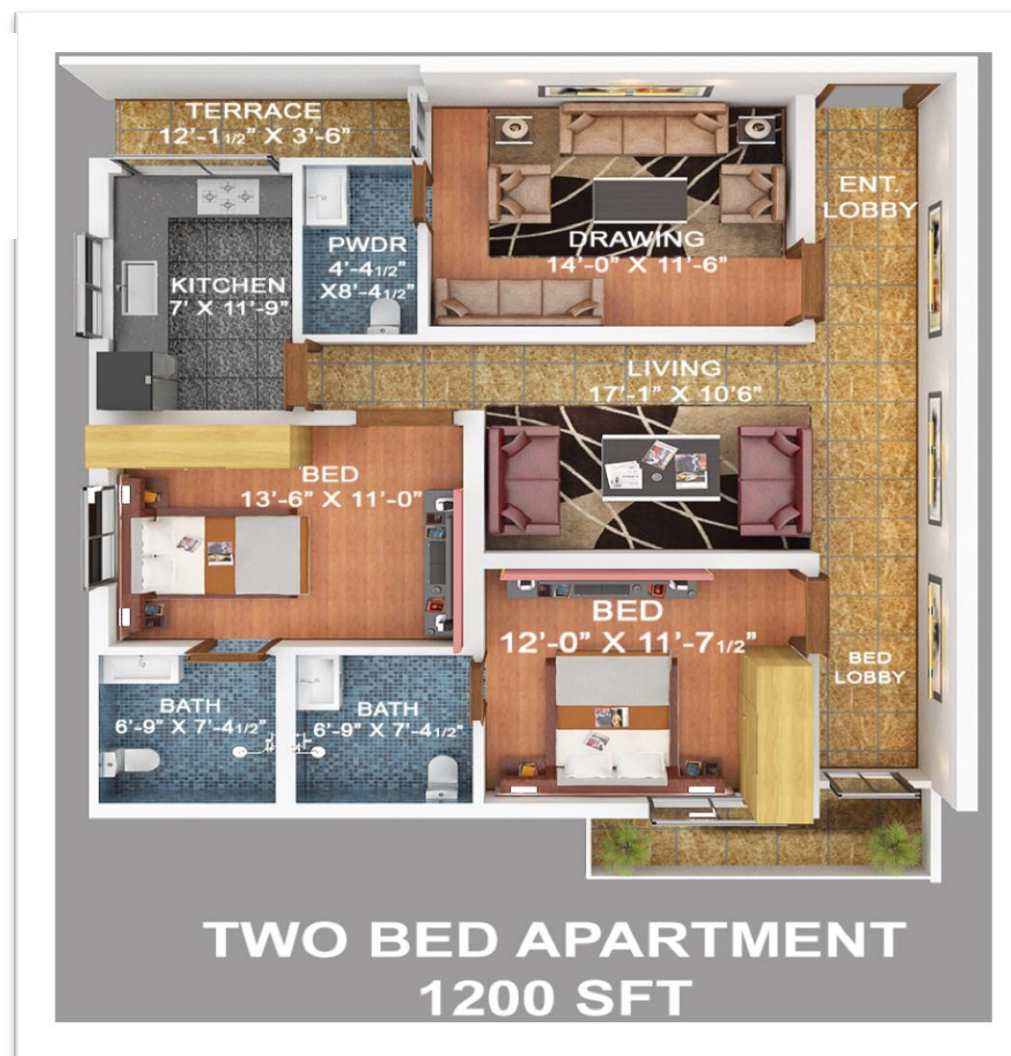 TERRACE
12'-1 1/2" X 3'-6"
ENT.
LOBBY
PWDR
4'-4 1/2"
X8'-4 1/2"
DRAWING
14'-0" X 11'-6"
KITCHEN
7' X 11'-9"
LIVING
17'-1" X 10'6"
BED
13'-6" X 11'-0"
BED
12'-0" X 11'-7 1/2"
BED
LOBBY
BATH
6'-9" X 7'-4 1/2"
BATH
6'-9" X 7'-4 1/2"
TWO BED APARTMENT
1200 SFT